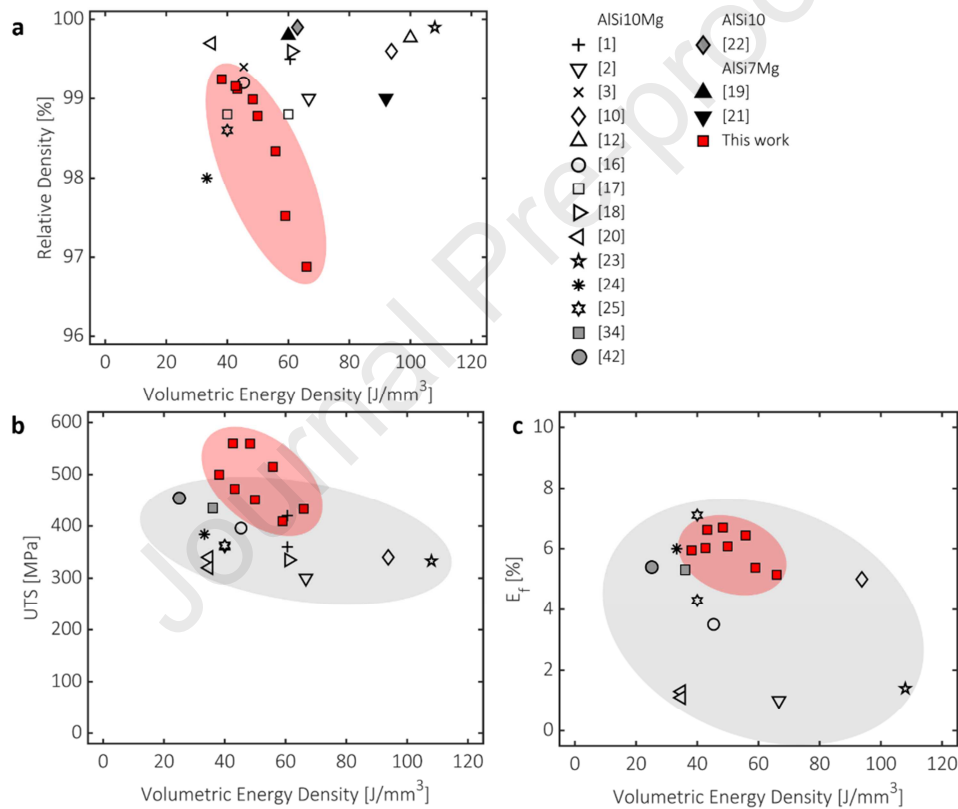 a
100
99
98
97
96
Relative Density [%]
0 20 40 60 80 100 120
Volumetric Energy Density [J/mm³]
AlSi10Mg
[1]
[2]
[3]
[10]
[12]
[16]
[17]
[18]
[20]
[23]
[24]
[25]
[34]
[42]
AlSi10
[22]
AlSi7Mg
[19]
[21]
This work
b
600
500
400
300
200
100
0
UTS [MPa]
0 20 40 60 80 100 120
Volumetric Energy Density [J/mm³]
c
10
8
6
4
2
0
E_f [%]
0 20 40 60 80 100 120
Volumetric Energy Density [J/mm³]
Journal Pre-proo